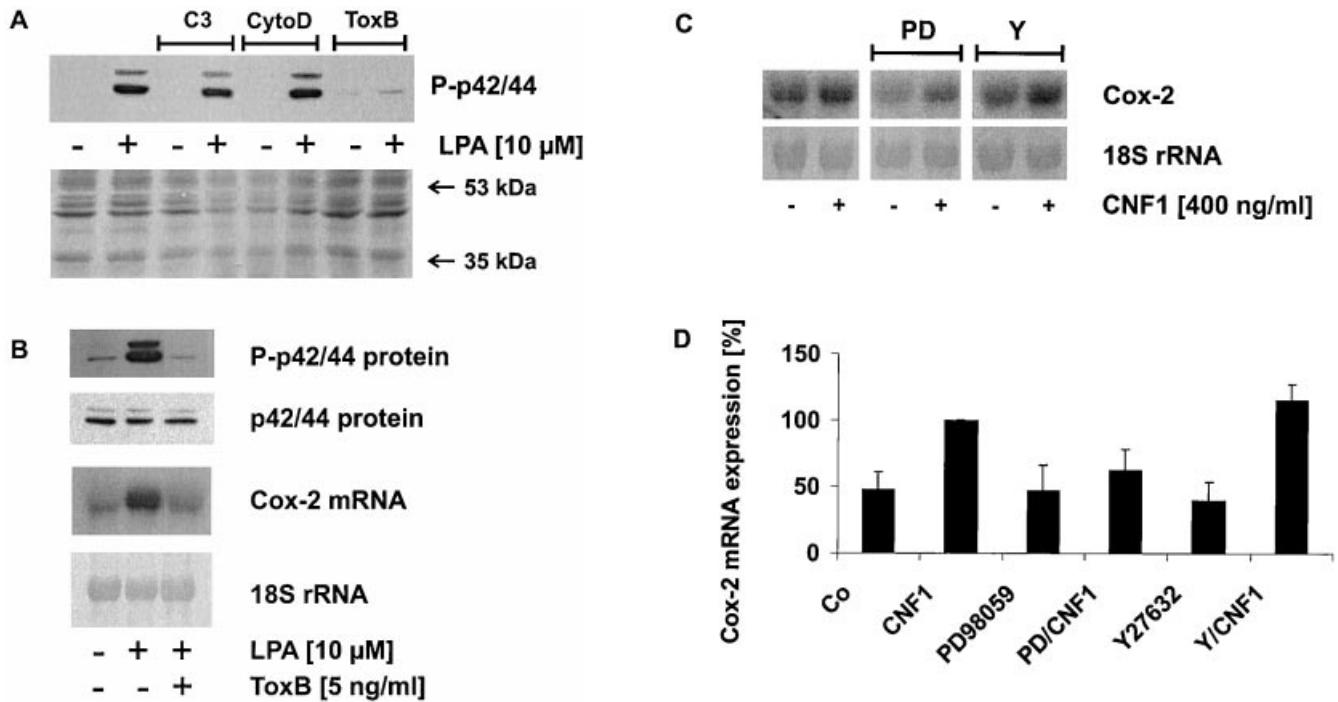 A
C3 CytoD ToxB
P-p42/44
- + - + - + - + LPA [10 µM]
← 53 kDa
← 35 kDa
B
P-p42/44 protein
p42/44 protein
Cox-2 mRNA
18S rRNA
- + + LPA [10 µM]
- - + ToxB [5 ng/ml]
C
PD Y
Cox-2
18S rRNA
- + - + - + CNF1 [400 ng/ml]
D
Cox-2 mRNA expression [%]
150
100
50
0
Co
CNF1
PD98059
PD/CNF1
Y27632
Y/CNF1